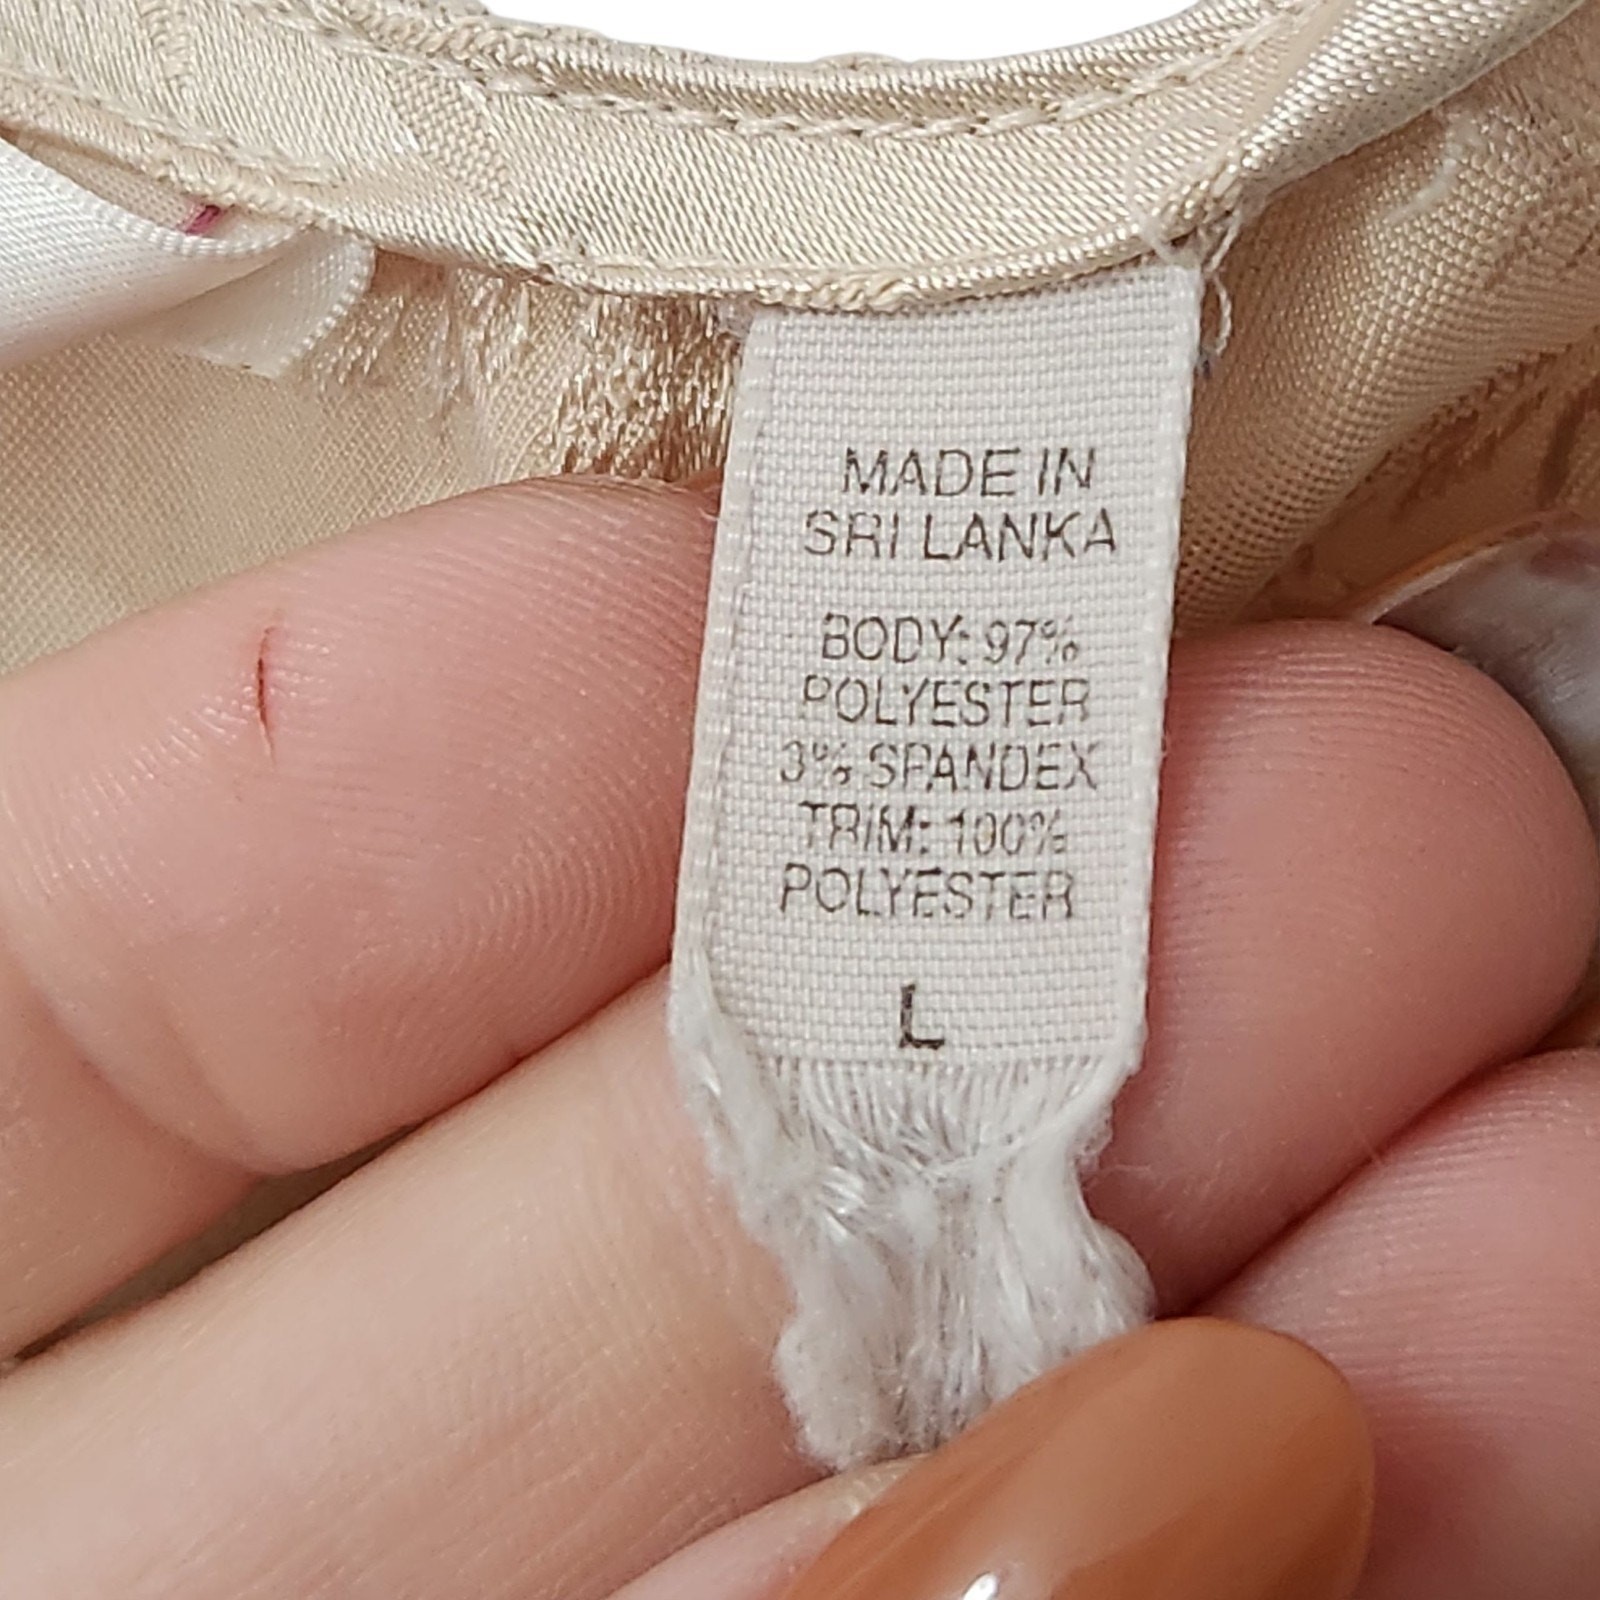 MADE IN
SRI LANKA
BODY: 97%
POLYESTER
3% SPANDEX
TRIM: 100%
POLYESTER
L